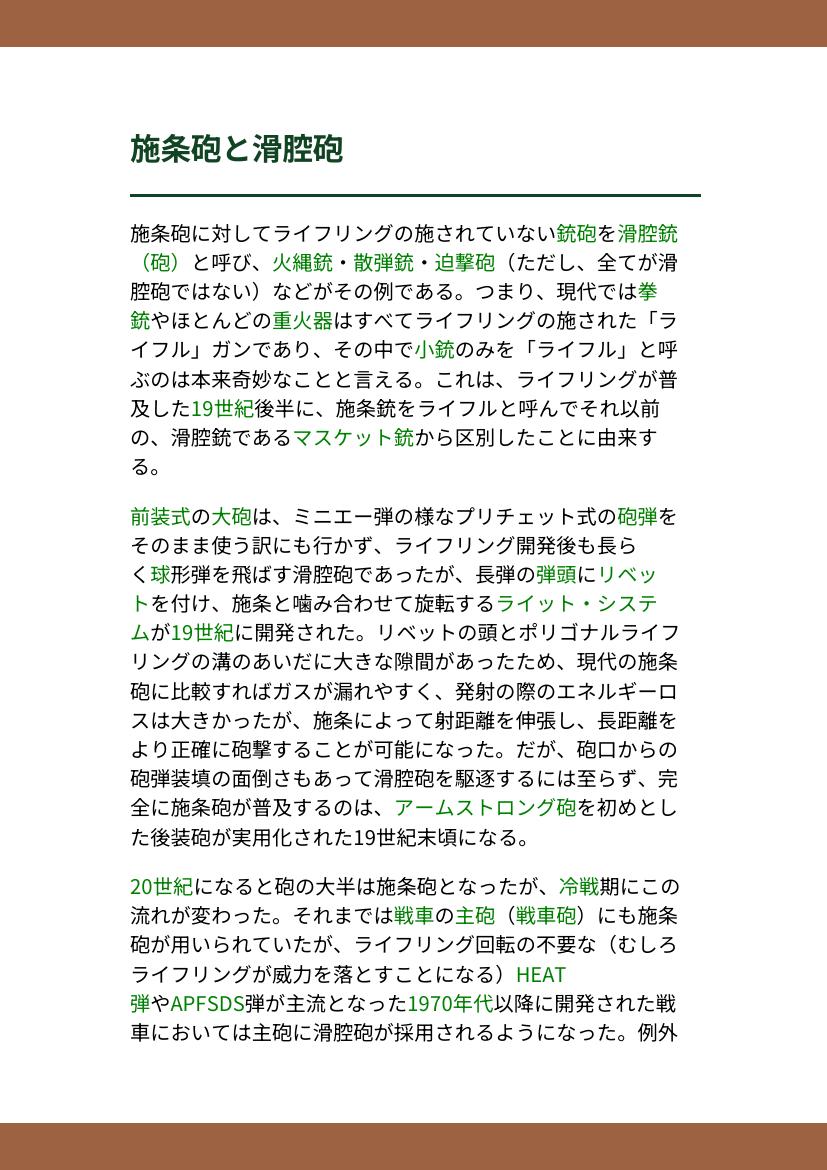 施条砲と滑腔砲
施条砲に対してライフリングの施されていない銃砲を滑腔銃
（砲）と呼び、火縄銃・散弾銃・迫撃砲（ただし、全てが滑
腔砲ではない）などがその例である。つまり、現代では拳
銃やほとんどの重火器はすべてライフリングの施された「ラ
イフル」ガンであり、その中で小銃のみを「ライフル」と呼
ぶのは本来奇妙なことと言える。これは、ライフリングが普
及した19世紀後半に、施条銃をライフルと呼んでそれ以前
の、滑腔銃であるマスケット銃から区別したことに由来す
る。
前装式の大砲は、ミニエー弾の様なプリチェット式の砲弾を
そのまま使う訳にも行かず、ライフリング開発後も長ら
く球形弾を飛ばす滑腔砲であったが、長弾の弾頭にリベッ
トを付け、施条と噛み合わせて旋転するライット・システ
ムが19世紀に開発された。リベットの頭とポリゴナルライフ
リングの溝のあいだに大きな隙間があったため、現代の施条
砲に比較すればガスが漏れやすく、発射の際のエネルギーロ
スは大きかったが、施条によって射距離を伸張し、長距離を
より正確に砲撃することが可能になった。だが、砲口からの
砲弾装填の面倒さもあって滑腔砲を駆逐するには至らず、完
全に施条砲が普及するのは、アームストロング砲を初めとし
た後装砲が実用化された19世紀末頃になる。
20世紀になると砲の大半は施条砲となったが、冷戦期にこの
流れが変わった。それまでは戦車の主砲（戦車砲）にも施条
砲が用いられていたが、ライフリング回転の不要な（むしろ
ライフリングが威力を落とすことになる）HEAT
弾やAPFSDS弾が主流となった1970年代以降に開発された戦
車においては主砲に滑腔砲が採用されるようになった。例外